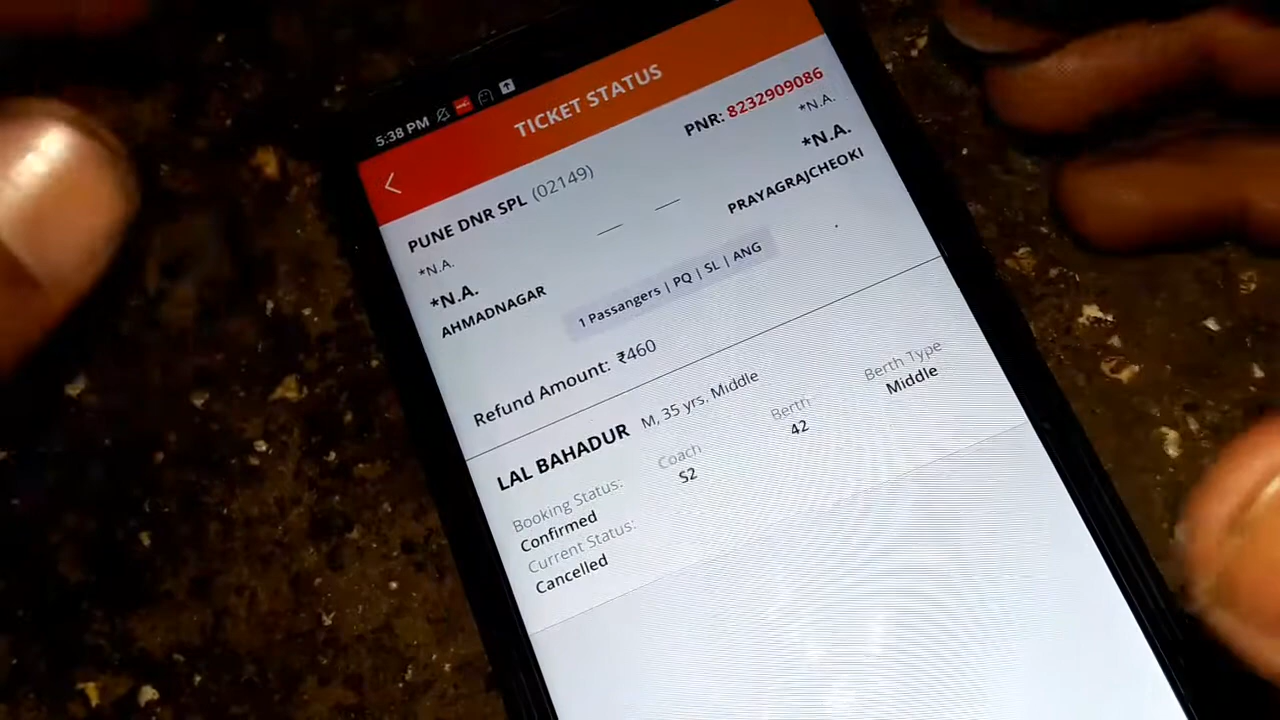 5:38 PM
TICKET STATUS
PUNE DNR SPL (02149)
PNR: 8232909086
*N.A.
*N.A.
*N.A.
*N.A.
AHMADNAGAR
PRAYAGRAJCHEOKI
1 Passangers | PQ | SL | ANG
Refund Amount: ₹460
LAL BAHADUR M, 35 yrs. Middle
Booking Status: Coach Berth Berth Type
Confirmed S2 42 Middle
Current Status:
Cancelled